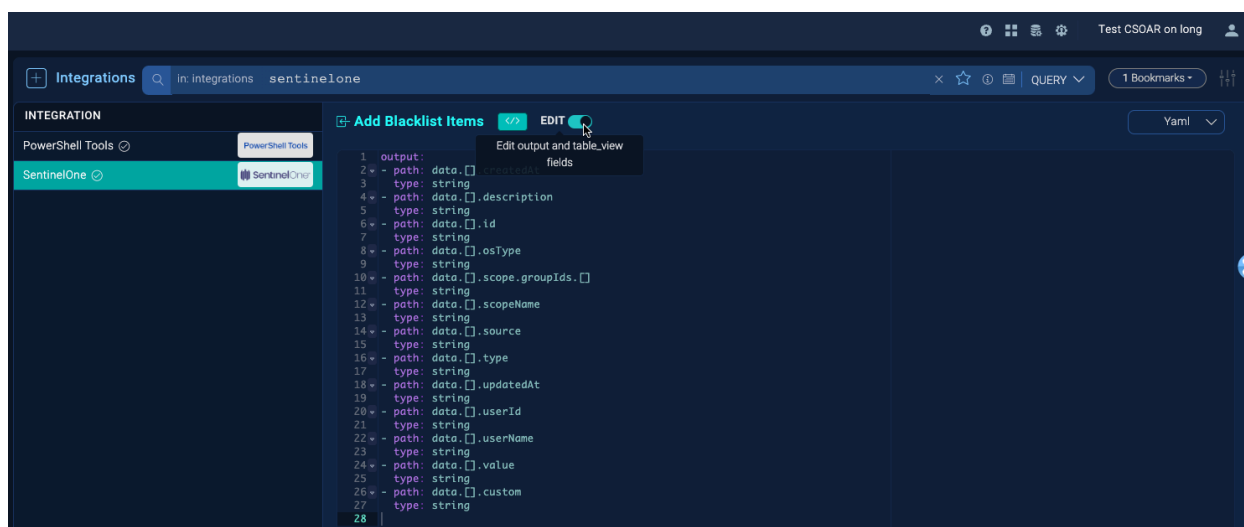 Test CSOAR on long
Integrations in: integrations sentinelone QUERY 1 Bookmarks
INTEGRATION
Add Blacklist Items </> EDIT Yaml
PowerShell Tools PowerShell Tools
Edit output and table_view
fields
SentinelOne SentinelOne
1 output:
2 - path: data.[].createdAt
3 type: string
4 - path: data.[].description
5 type: string
6 - path: data.[].id
7 type: string
8 - path: data.[].osType
9 type: string
10 - path: data.[].scope.groupIds.[]
11 type: string
12 - path: data.[].scopeName
13 type: string
14 - path: data.[].source
15 type: string
16 - path: data.[].type
17 type: string
18 - path: data.[].updatedAt
19 type: string
20 - path: data.[].userId
21 type: string
22 - path: data.[].userName
23 type: string
24 - path: data.[].value
25 type: string
26 - path: data.[].custom
27 type: string
28